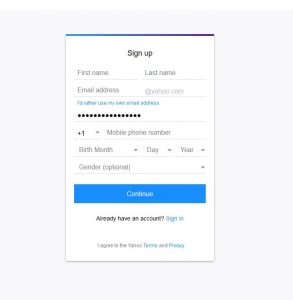 Sign up
First name Last name
Email address @yahoo.com
I'd rather use my own email address
••••••••••••••••
+1 Mobile phone number
Birth Month Day Year
Gender (optional)
Continue
Already have an account? Sign in
I agree to the Yahoo Terms and Privacy